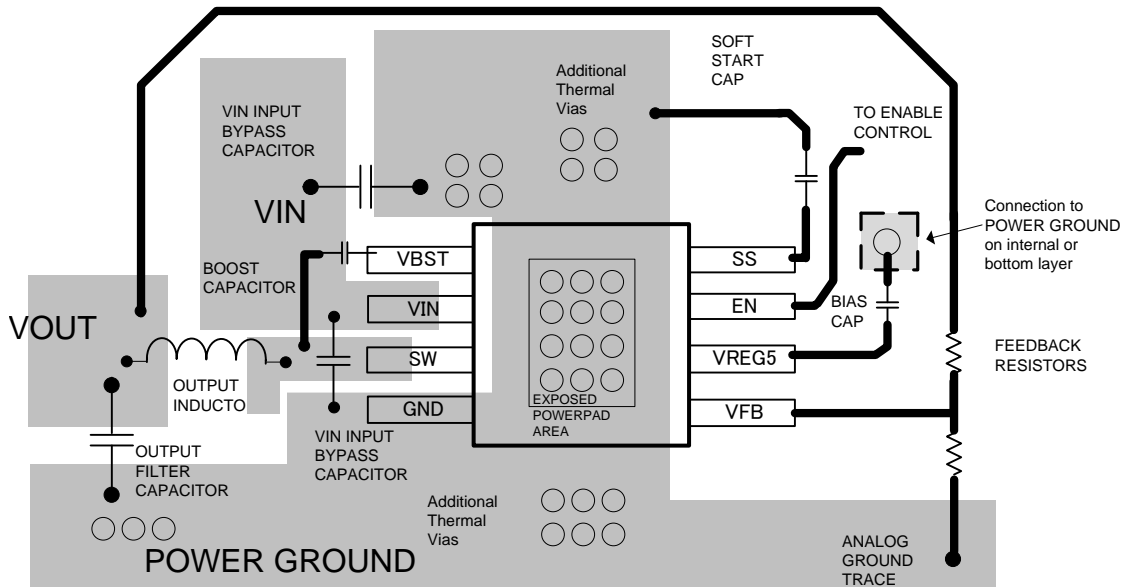 SOFT
START
CAP
Additional
Thermal
Vias
VIN INPUT
BYPASS
CAPACITOR
TO ENABLE
CONTROL
VIN
Connection to
POWER GROUND
on internal or
bottom layer
BOOST
CAPACITOR
VBST
SS
VIN
EN
BIAS
CAP
VOUT
SW
VREG5
FEEDBACK
RESISTORS
OUTPUT
INDUCTO
GND
EXPOSED
POWERPAD
AREA
VFB
VIN INPUT
BYPASS
CAPACITOR
OUTPUT
FILTER
CAPACITOR
Additional
Thermal
Vias
POWER GROUND
ANALOG
GROUND
TRACE